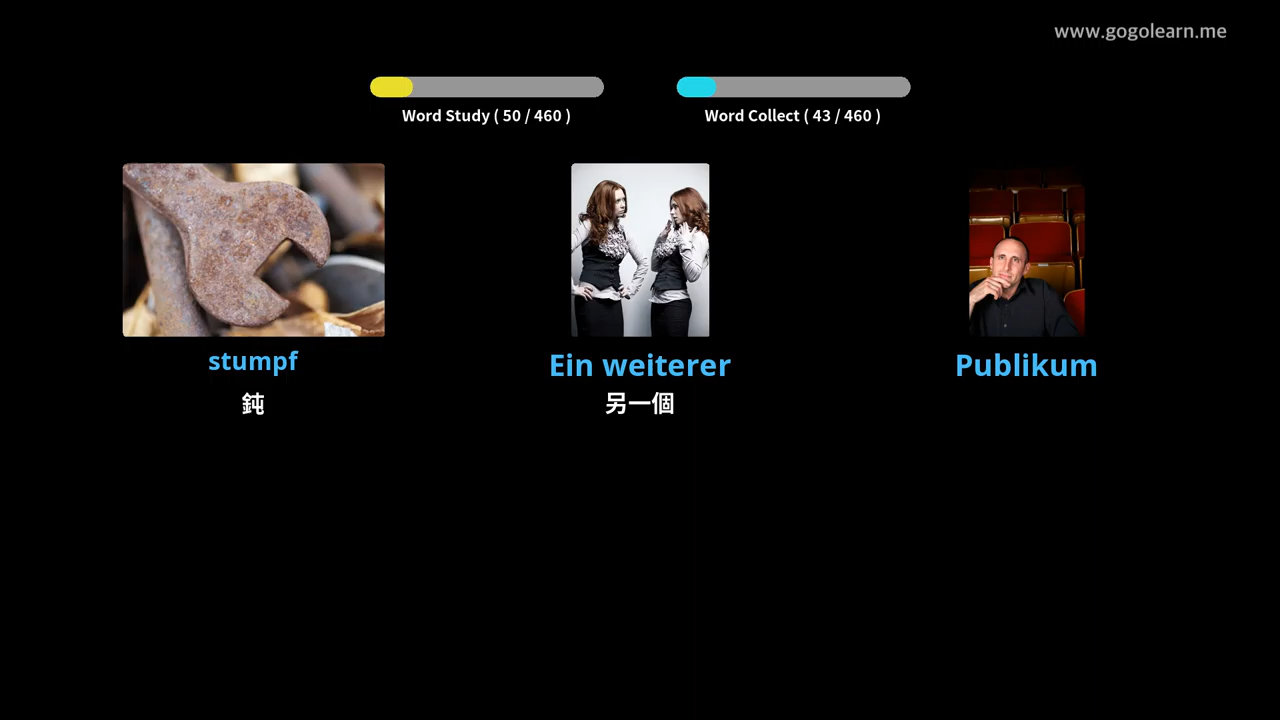 www.gogolearn.me
Word Study ( 50 / 460 )
Word Collect ( 43 / 460 )
stumpf
Ein weiterer
Publikum
鈍
另一個